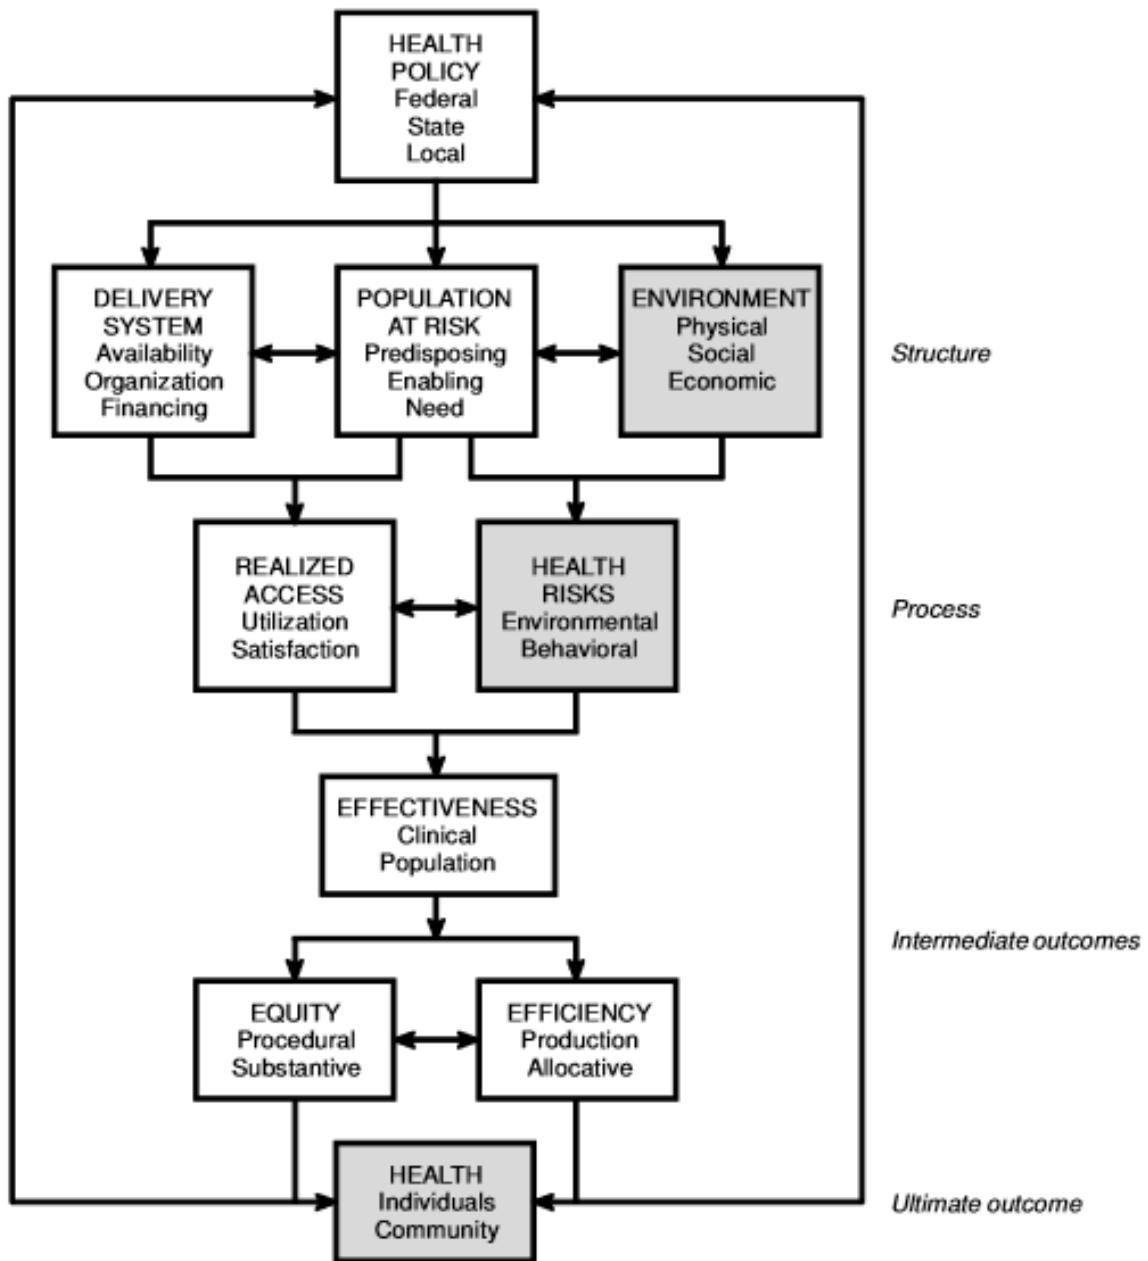 HEALTH
POLICY
Federal
State
Local
DELIVERY
SYSTEM
Availability
Organization
Financing
POPULATION
AT RISK
Predisposing
Enabling
Need
ENVIRONMENT
Physical
Social
Economic
Structure
REALIZED
ACCESS
Utilization
Satisfaction
HEALTH
RISKS
Environmental
Behavioral
Process
EFFECTIVENESS
Clinical
Population
Intermediate outcomes
EQUITY
Procedural
Substantive
EFFICIENCY
Production
Allocative
HEALTH
Individuals
Community
Ultimate outcome